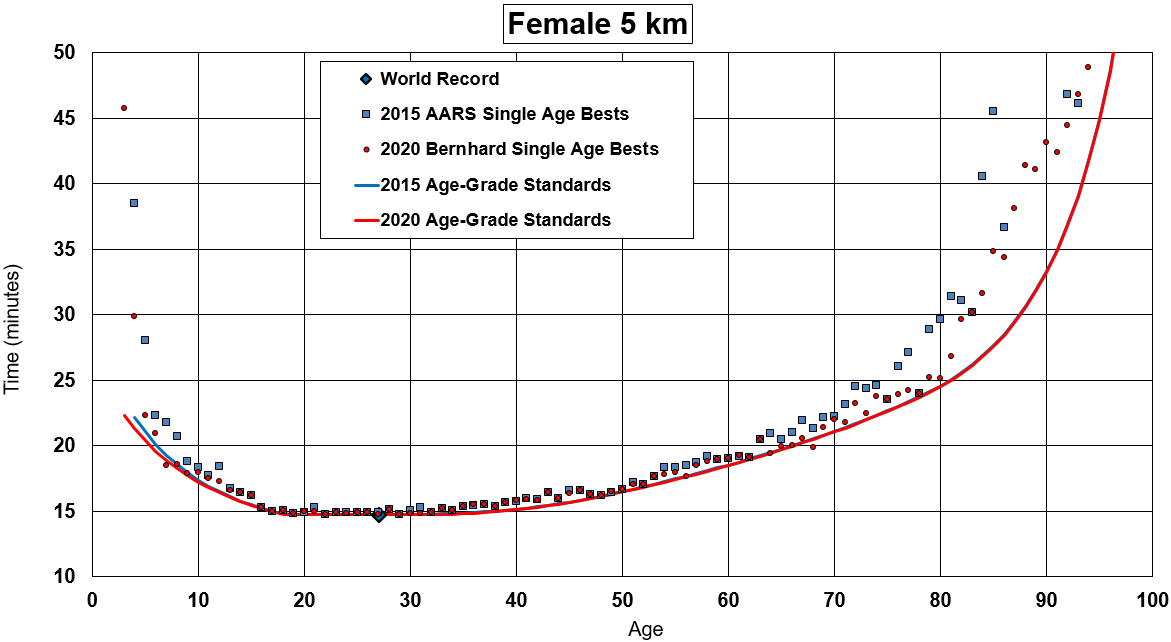 Female 5 km
World Record
2015 AARS Single Age Bests
2020 Bernhard Single Age Bests
2015 Age-Grade Standards
2020 Age-Grade Standards
50
45
40
35
30
25
20
15
10
Time (minutes)
0 10 20 30 40 50 60 70 80 90 100
Age